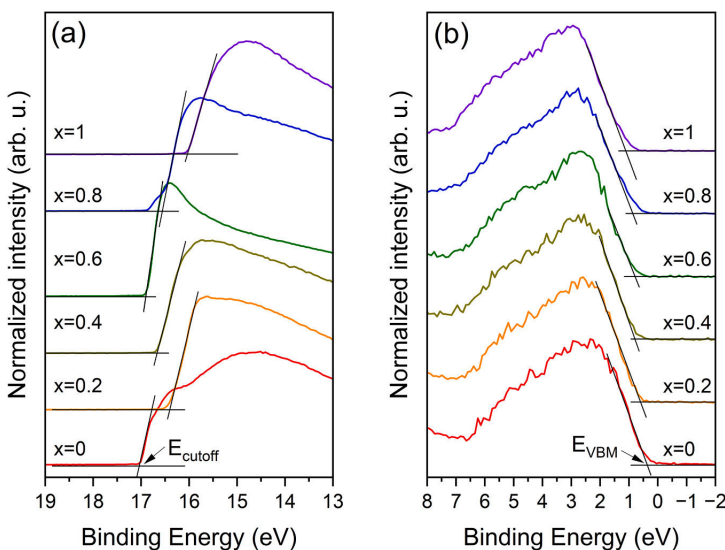 (a)
Normalized intensity (arb. u.)
x=1
x=0.8
x=0.6
x=0.4
x=0.2
x=0
Ecutoff
19 18 17 16 15 14 13
Binding Energy (eV)
(b)
Normalized intensity (arb. u.)
x=1
x=0.8
x=0.6
x=0.4
x=0.2
x=0
EVBM
8 7 6 5 4 3 2 1 0 −1 −2
Binding Energy (eV)